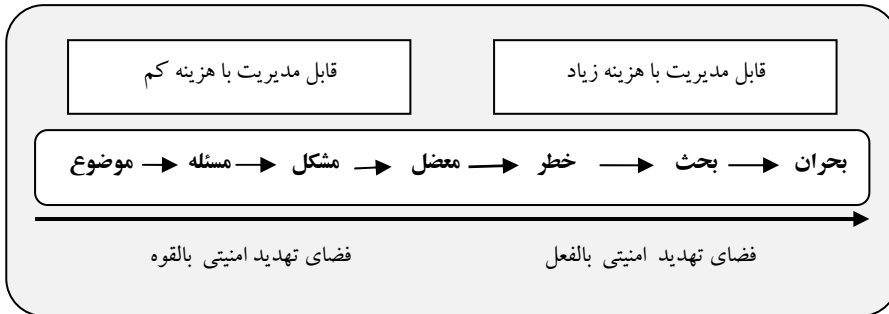 قابل مدیریت با هزینه زیاد
قابل مدیریت با هزینه کم
موضوع مسئله مشکل معضل خطر بحث بحران
فضای تهدید امنیتی بالفعل
فضای تهدید امنیتی بالقوه